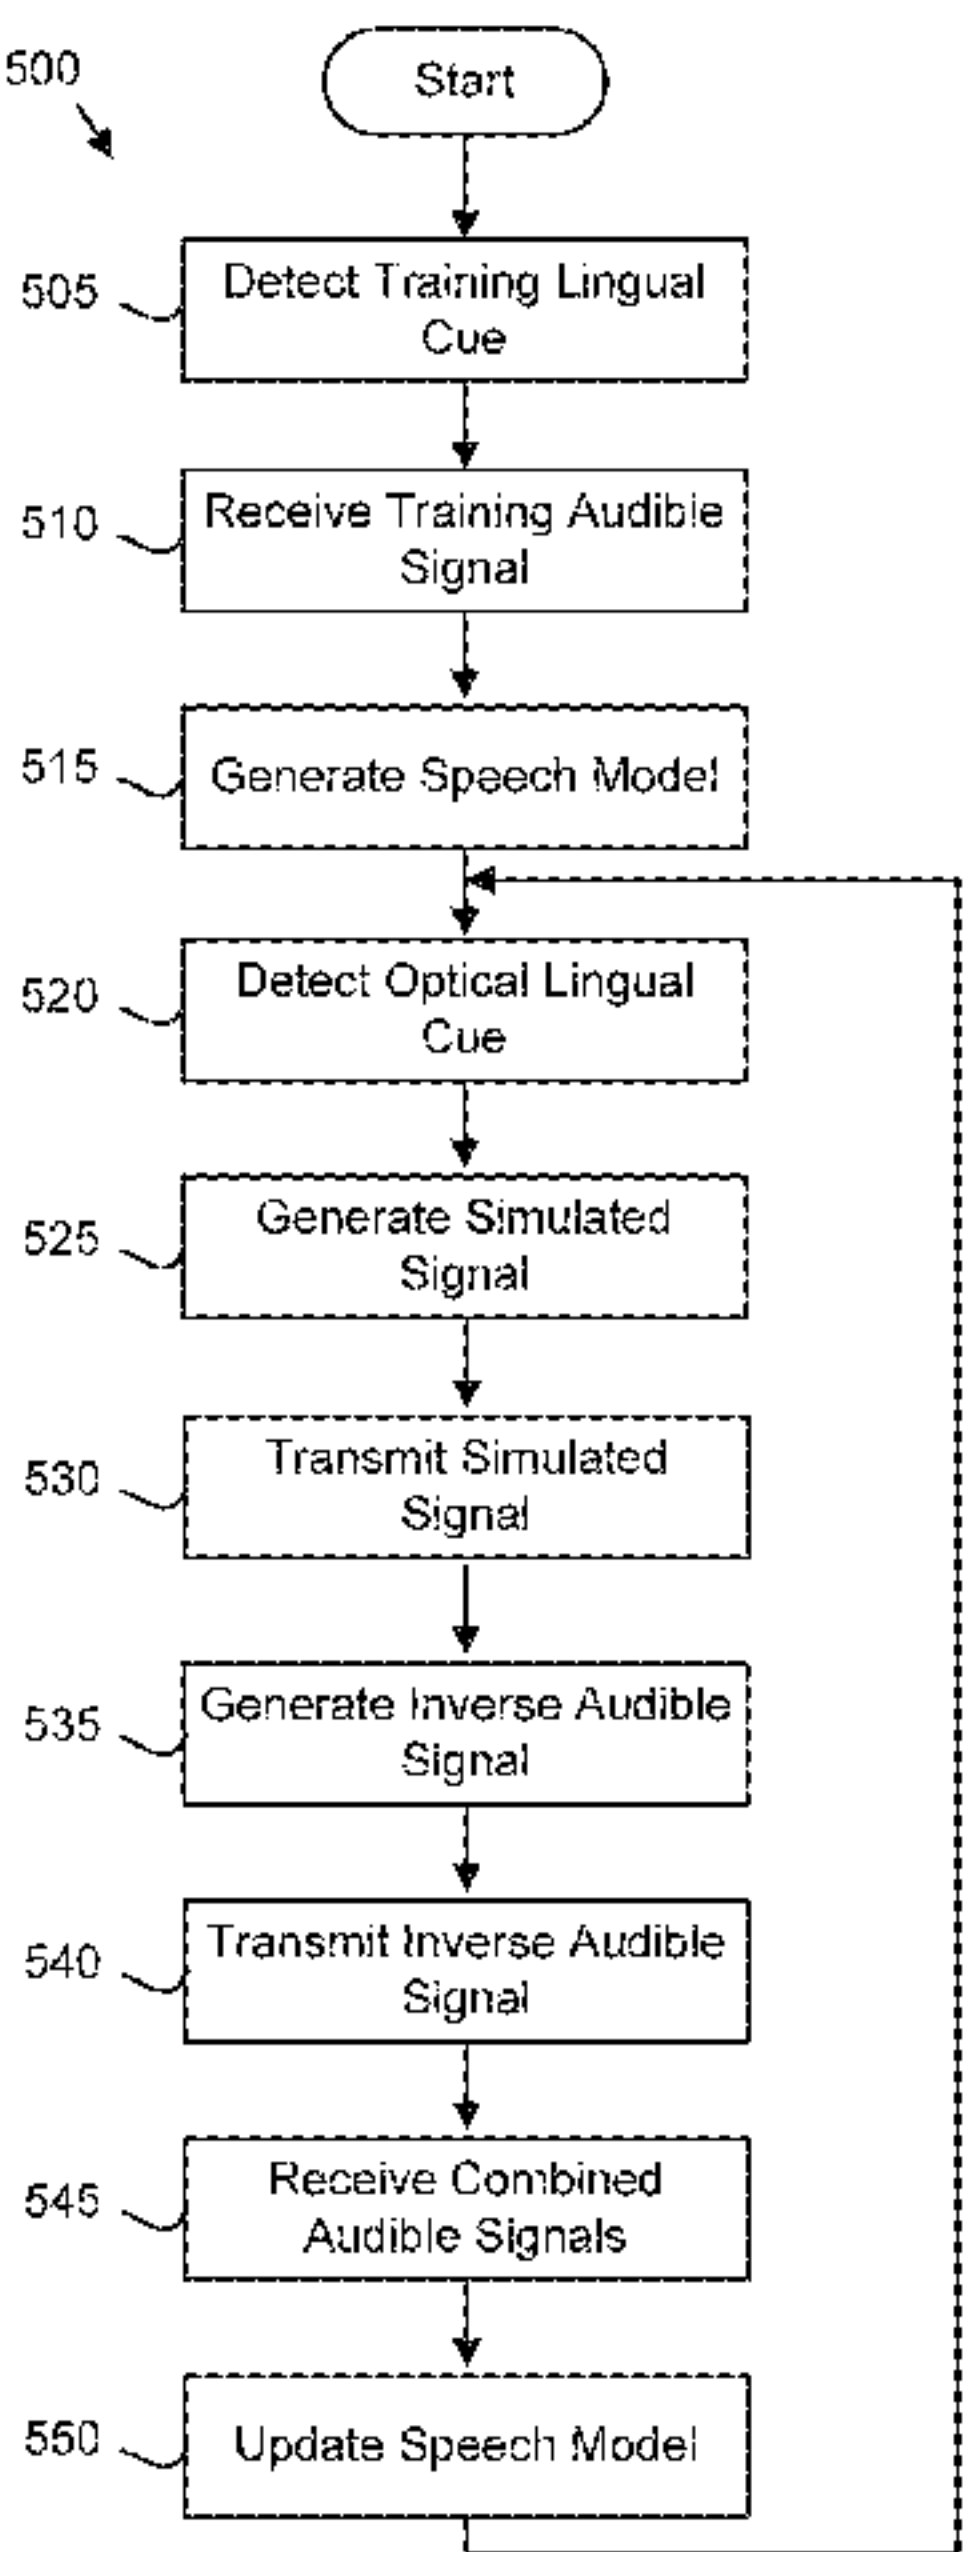 500
Start
505
Detect Training Lingual
Cue
510
Receive Training Audible
Signal
515
Generate Speech Model
520
Detect Optical Lingual
Cue
525
Generate Simulated
Signal
530
Transmit Simulated
Signal
535
Generate Inverse Audible
Signal
540
Transmit Inverse Audible
Signal
545
Receive Combined
Audible Signals
550
Update Speech Model